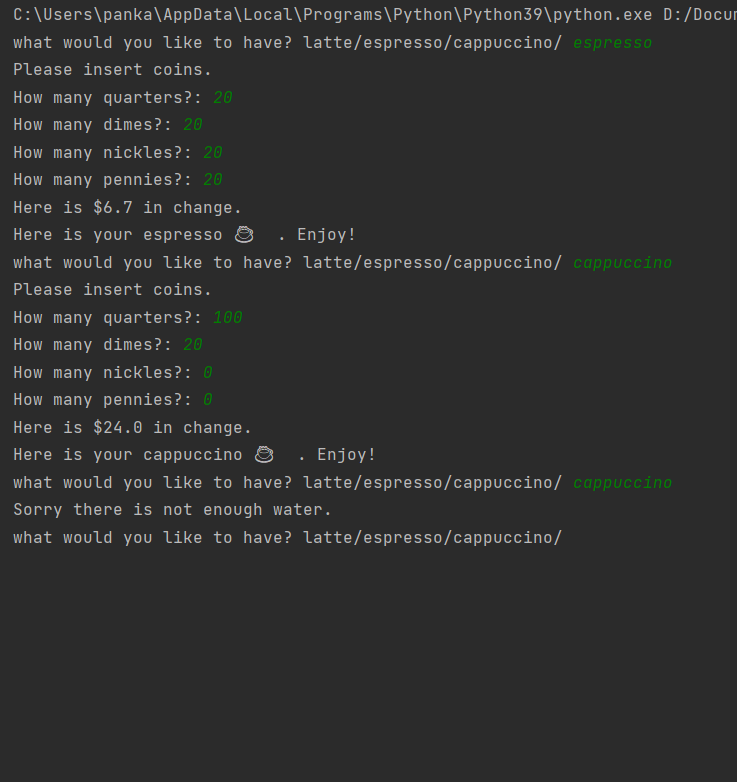 C:\Users\panka\AppData\Local\Programs\Python\Python39\python.exe D:/Docu
what would you like to have? latte/espresso/cappuccino/ espresso
Please insert coins.
How many quarters?: 20
How many dimes?: 20
How many nickles?: 20
How many pennies?: 20
Here is $6.7 in change.
Here is your espresso ☕ . Enjoy!
what would you like to have? latte/espresso/cappuccino/ cappuccino
Please insert coins.
How many quarters?: 100
How many dimes?: 20
How many nickles?: 0
How many pennies?: 0
Here is $24.0 in change.
Here is your cappuccino ☕ . Enjoy!
what would you like to have? latte/espresso/cappuccino/ cappuccino
Sorry there is not enough water.
what would you like to have? latte/espresso/cappuccino/